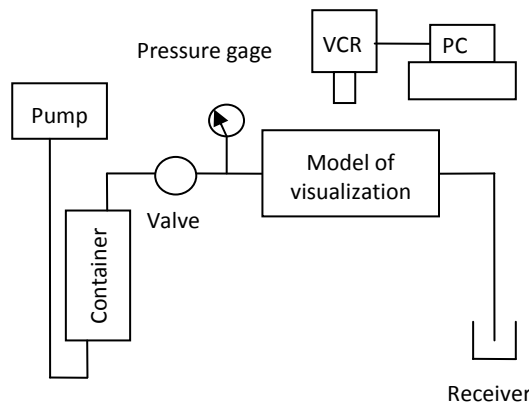 VCR
PC
Pressure gage
Pump
Model of
visualization
Valve
Container
Receiver